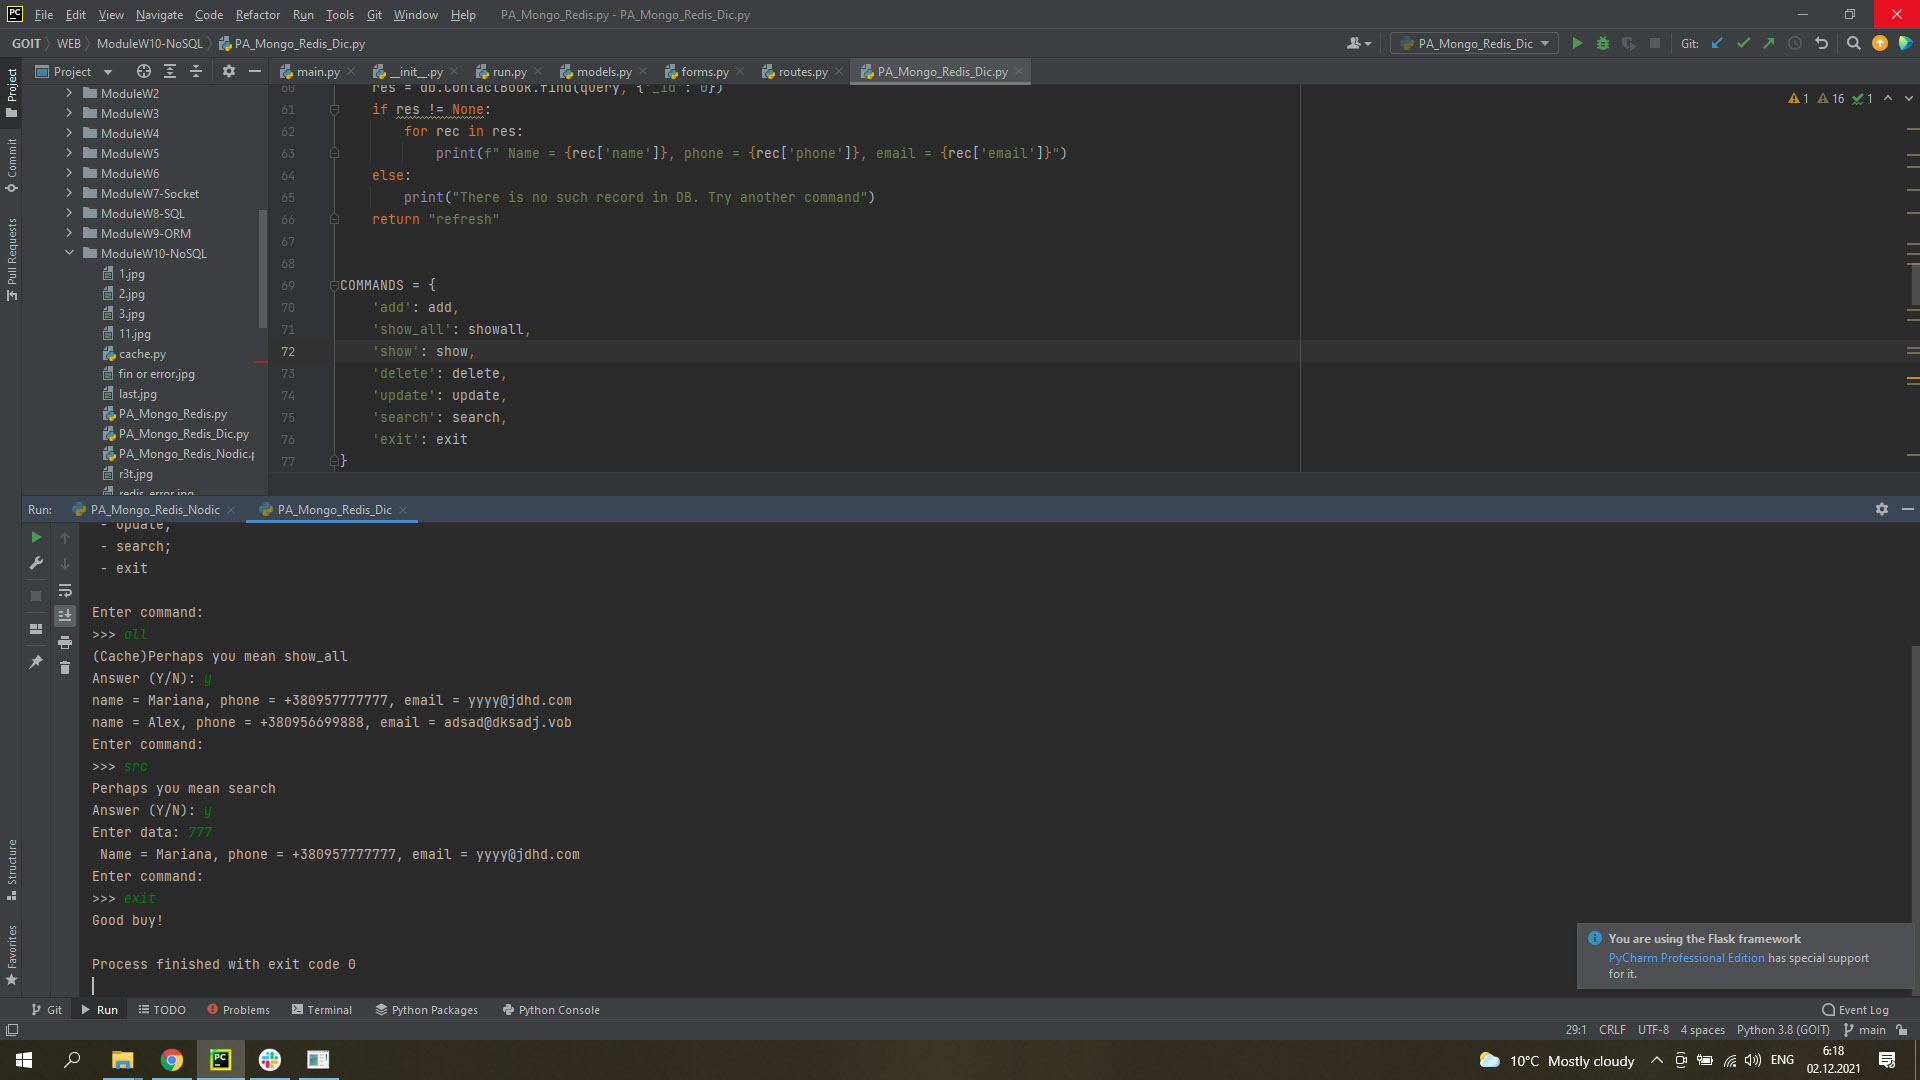 PC File Edit View Navigate Code Refactor Run Tools Git Window Help PA_Mongo_Redis.py - PA_Mongo_Redis_Dic.py
GOIT WEB ModuleW10-NoSQL PA_Mongo_Redis_Dic.py PA_Mongo_Redis_Dic Git:
Project main.py __init__.py run.py models.py forms.py routes.py PA_Mongo_Redis_Dic.py
Project
Commit
Pull Requests
ModuleW2
ModuleW3
ModuleW4
ModuleW5
ModuleW6
ModuleW7-Socket
ModuleW8-SQL
ModuleW9-ORM
ModuleW10-NoSQL
1.jpg
2.jpg
3.jpg
11.jpg
cache.py
fin or error.jpg
last.jpg
PA_Mongo_Redis.py
PA_Mongo_Redis_Dic.py
PA_Mongo_Redis_Nodic.p
r3t.jpg
redis error.jpg
1 16 1
60 res = db.ContactBook.find(query, {'_id': 0})
61 if res != None:
62 for rec in res:
63 print(f" Name = {rec['name']}, phone = {rec['phone']}, email = {rec['email']}")
64 else:
65 print("There is no such record in DB. Try another command")
66 return "refresh"
67
68
69 COMMANDS = {
70 'add': add,
71 'show_all': showall,
72 'show': show,
73 'delete': delete,
74 'update': update,
75 'search': search,
76 'exit': exit
77 }
Run: PA_Mongo_Redis_Nodic PA_Mongo_Redis_Dic
- update;
- search;
- exit
Enter command:
>>> all
(Cache)Perhaps you mean show_all
Answer (Y/N): y
name = Mariana, phone = +380957777777, email = yyyy@jdhd.com
name = Alex, phone = +380956699888, email = adsad@dksadj.vob
Enter command:
>>> src
Perhaps you mean search
Answer (Y/N): y
Enter data: 777
Name = Mariana, phone = +380957777777, email = yyyy@jdhd.com
Enter command:
>>> exit
Good buy!
Process finished with exit code 0
Structure
Favorites
You are using the Flask framework
PyCharm Professional Edition has special support
for it.
Git Run TODO Problems Terminal Python Packages Python Console Event Log
29:1 CRLF UTF-8 4 spaces Python 3.8 (GOIT) main
PC 10°C Mostly cloudy ENG 6:18
02.12.2021